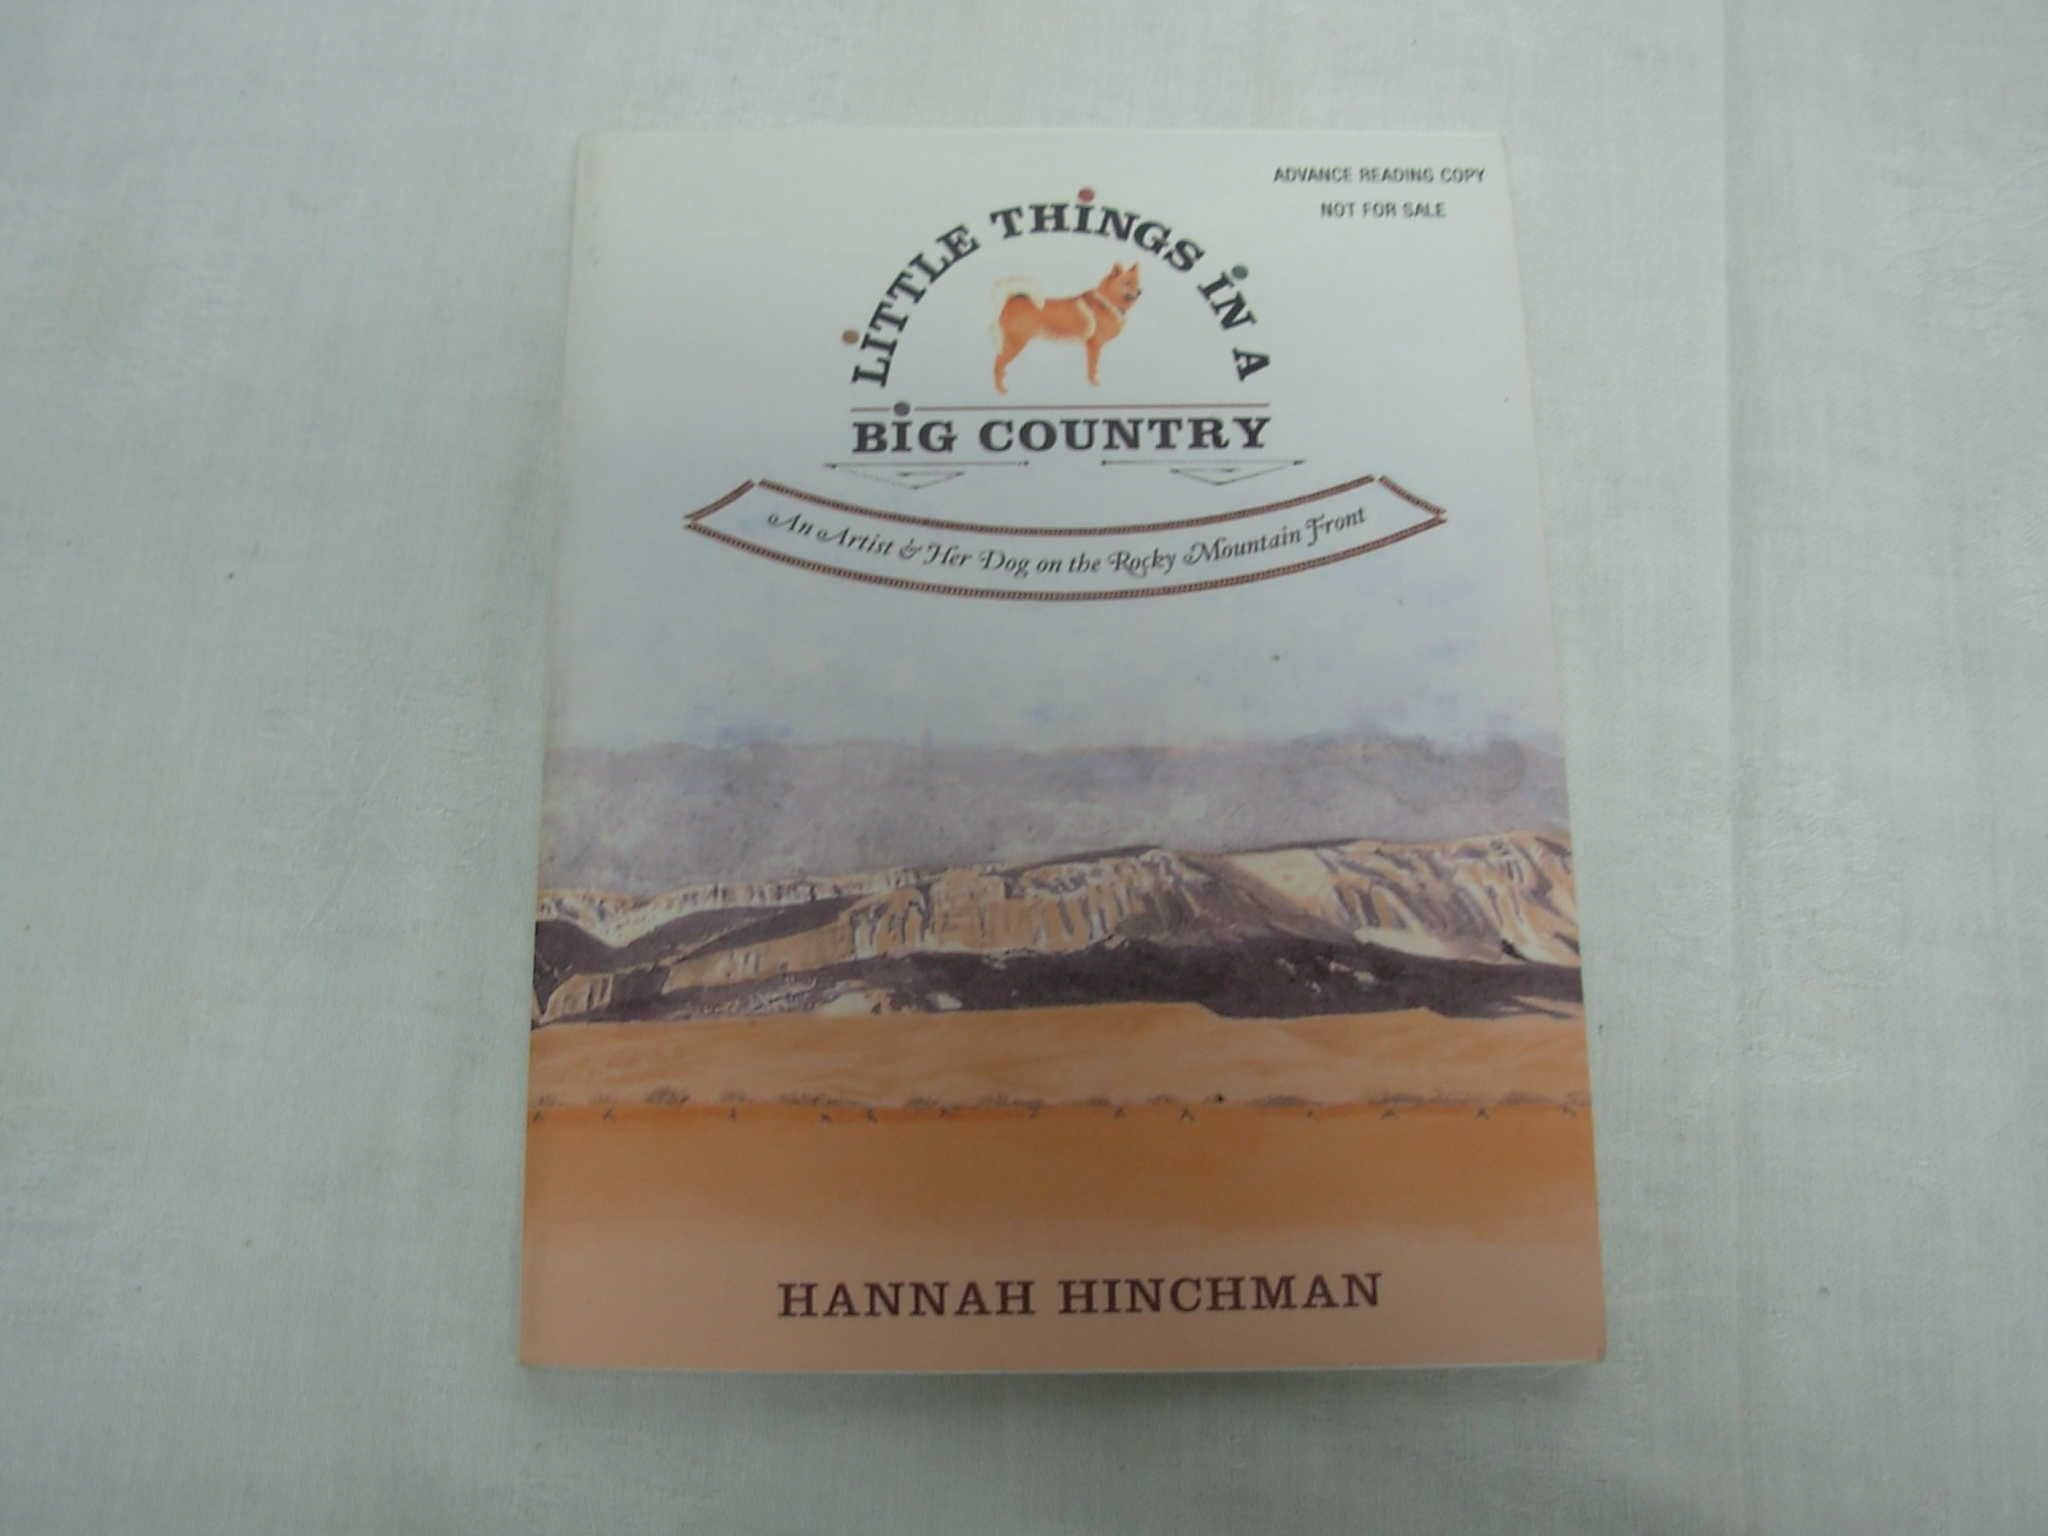 ADVANCE READING COPY
NOT FOR SALE
LiTTLE THiNGS iN A
BiG COUNTRY
An Artist & Her Dog on the Rocky Mountain Front
HANNAH HINCHMAN